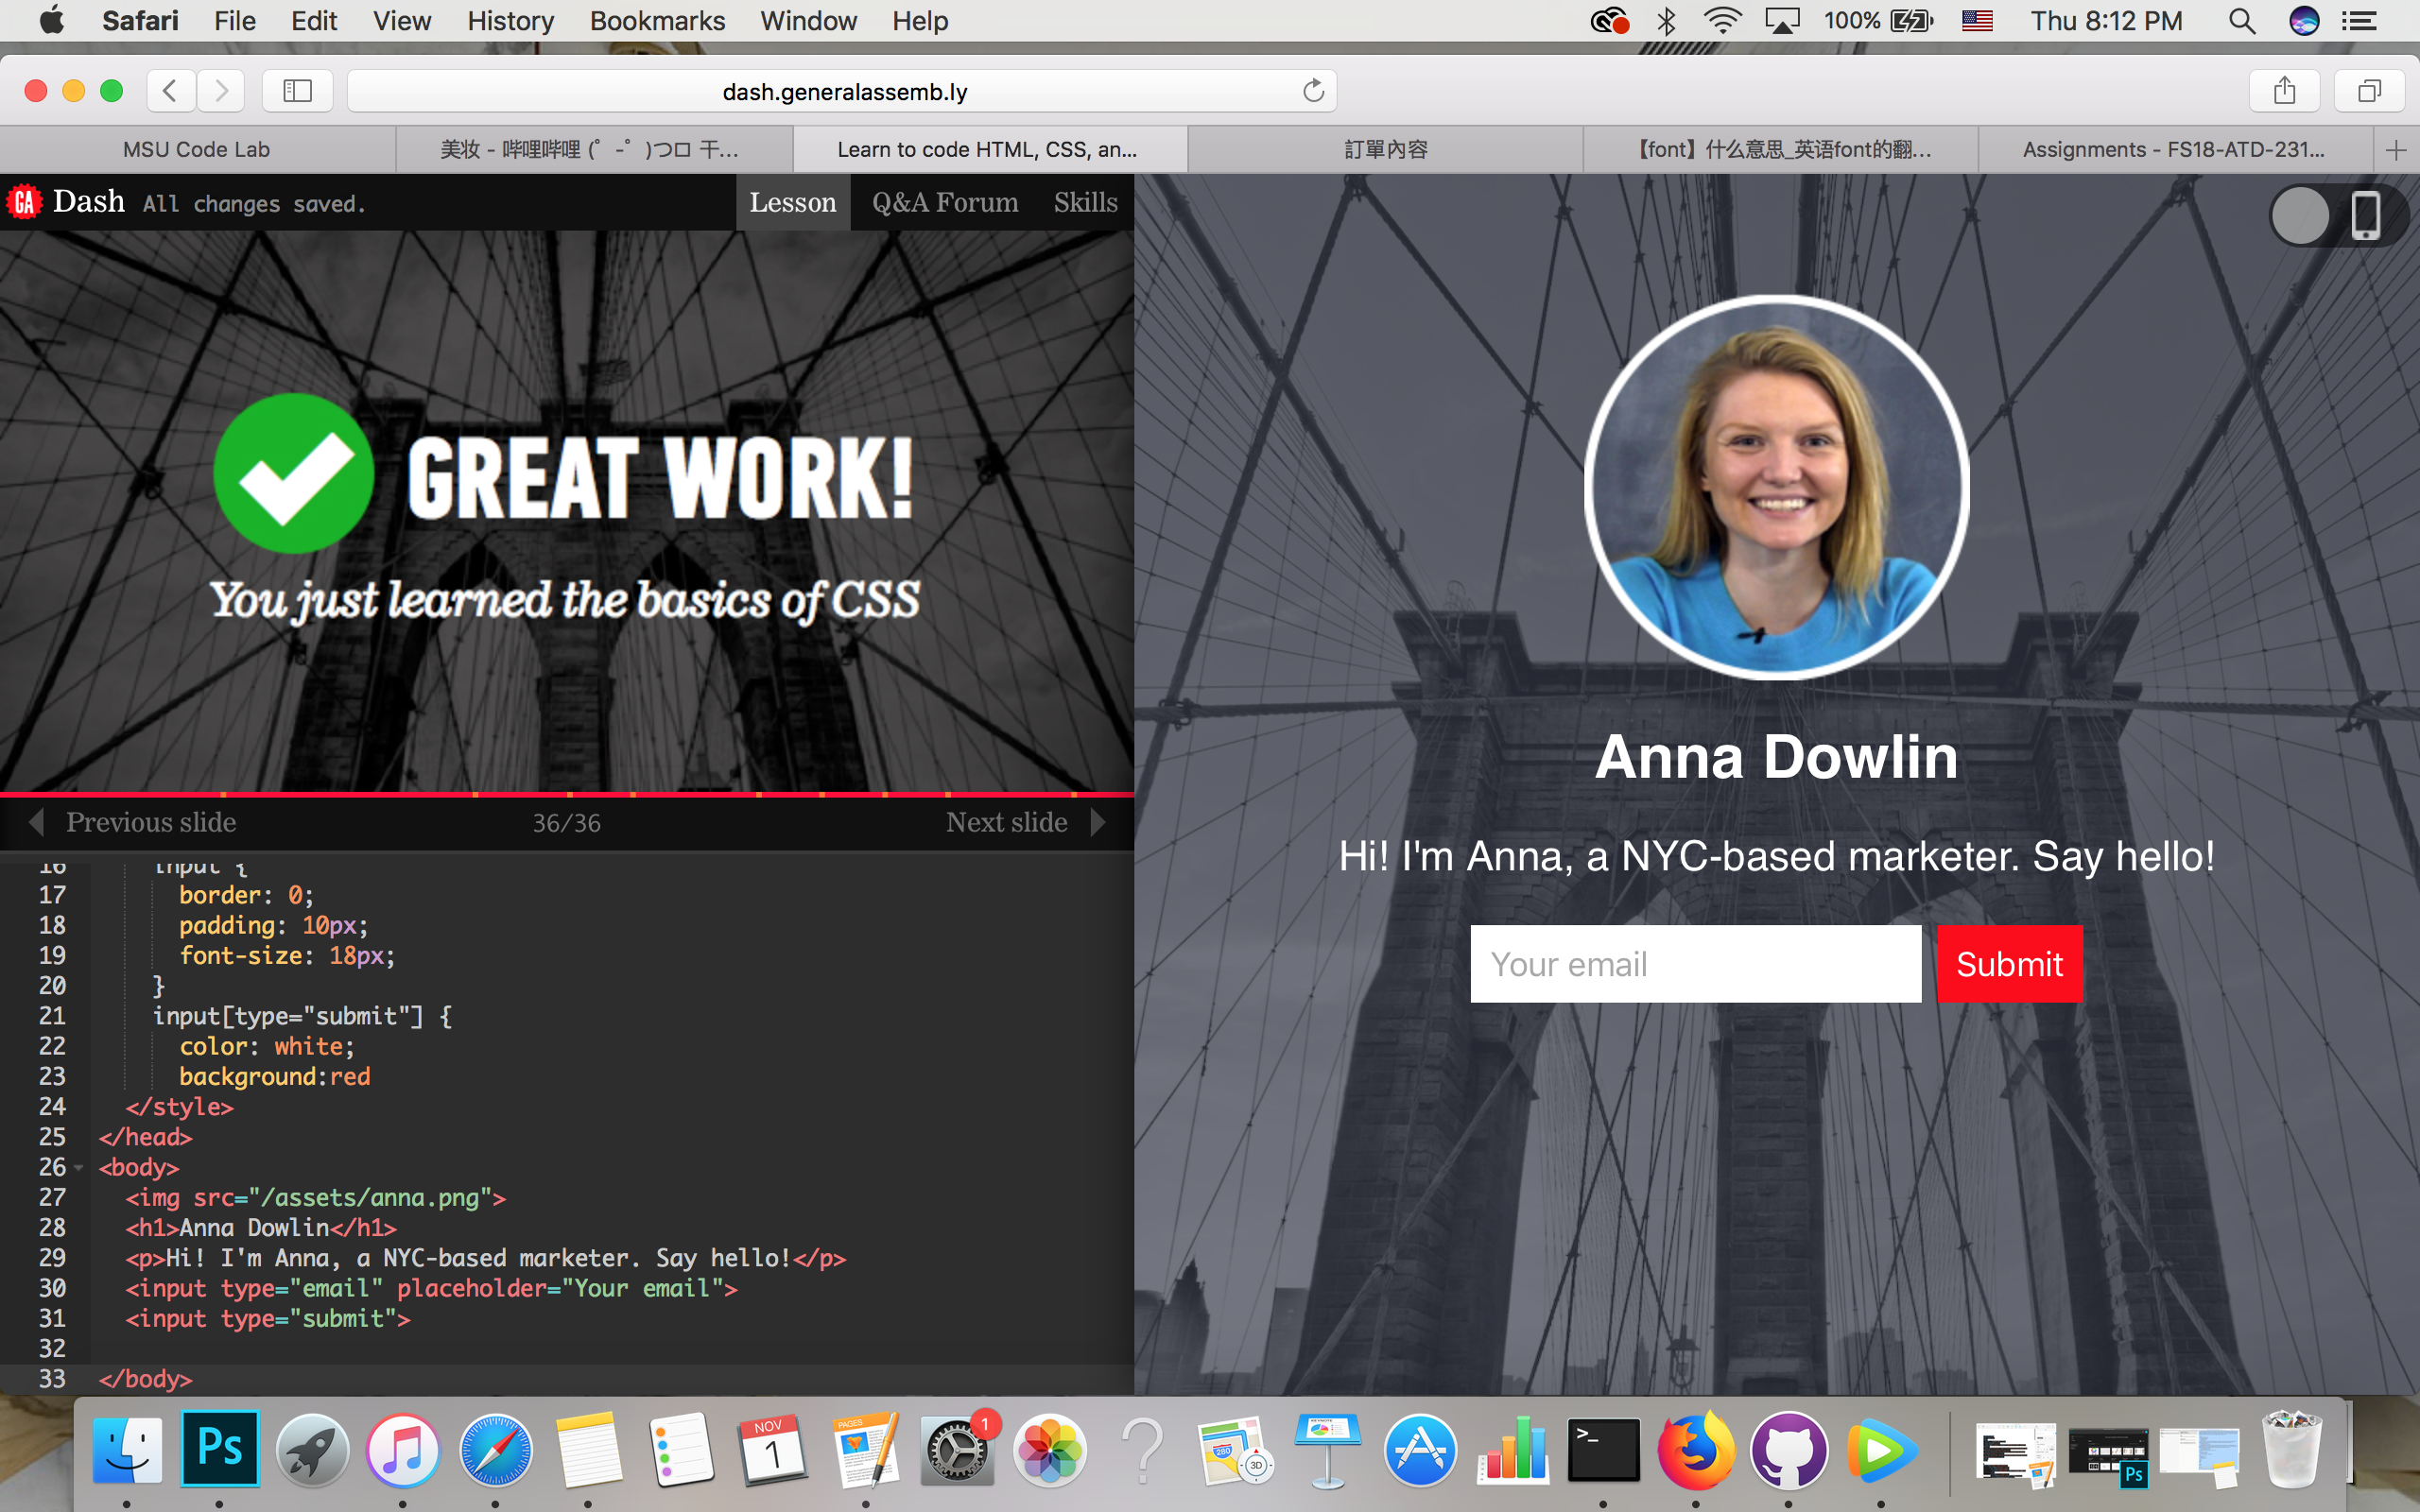 Safari File Edit View History Bookmarks Window Help 100% Thu 8:12 PM
dash.generalassemb.ly
MSU Code Lab
美妆 - 哔哩哔哩 (゜-゜)つロ 干...
Learn to code HTML, CSS, an...
訂單內容
【font】什么意思_英语font的翻...
Assignments - FS18-ATD-231...
GA Dash All changes saved. Lesson Q&A Forum Skills
GREAT WORK!
You just learned the basics of CSS
Previous slide 36/36 Next slide
16 input {
17 border: 0;
18 padding: 10px;
19 font-size: 18px;
20 }
21 input[type="submit"] {
22 color: white;
23 background:red
24 </style>
25 </head>
26 <body>
27 <img src="/assets/anna.png">
28 <h1>Anna Dowlin</h1>
29 <p>Hi! I'm Anna, a NYC-based marketer. Say hello!</p>
30 <input type="email" placeholder="Your email">
31 <input type="submit">
32
33 </body>
Anna Dowlin
Hi! I'm Anna, a NYC-based marketer. Say hello!
Your email Submit
Ps
NOV
1
PAGES
1
280
3D
KEYNOTE
>_
Ps